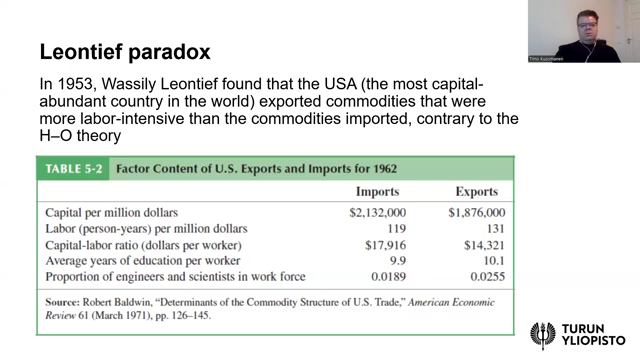 Leontief paradox
In 1953, Wassily Leontief found that the USA (the most capital-
abundant country in the world) exported commodities that were
more labor-intensive than the commodities imported, contrary to the
H–O theory
TABLE 5-2 Factor Content of U.S. Exports and Imports for 1962
Imports Exports
Capital per million dollars $2,132,000 $1,876,000
Labor (person-years) per million dollars 119 131
Capital-labor ratio (dollars per worker) $17,916 $14,321
Average years of education per worker 9.9 10.1
Proportion of engineers and scientists in work force 0.0189 0.0255
Source: Robert Baldwin, “Determinants of the Commodity Structure of U.S. Trade,” American Economic
Review 61 (March 1971), pp. 126–145.
TURUN
YLIOPISTO